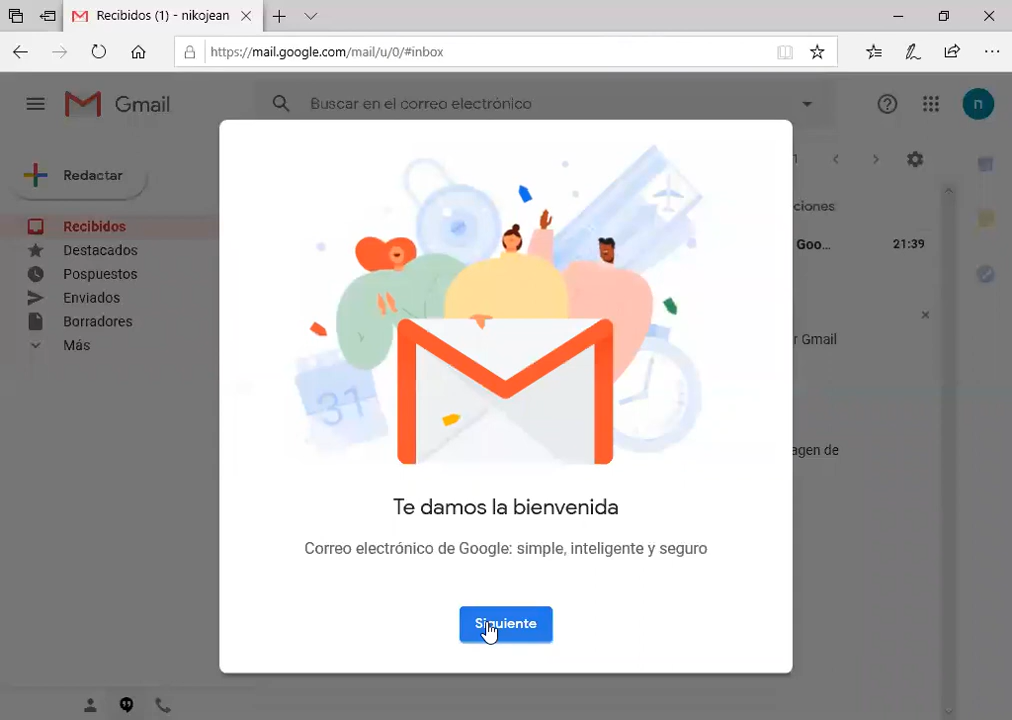 Recibidos (1) - nikojean
https://mail.google.com/mail/u/0/#inbox
Gmail
Buscar en el correo electrónico
n
Redactar
Recibidos
Destacados
Pospuestos
Enviados
Borradores
Más
ciones
Goo... 21:39
r Gmail
agen de
31
Te damos la bienvenida
Correo electrónico de Google: simple, inteligente y seguro
Siguiente